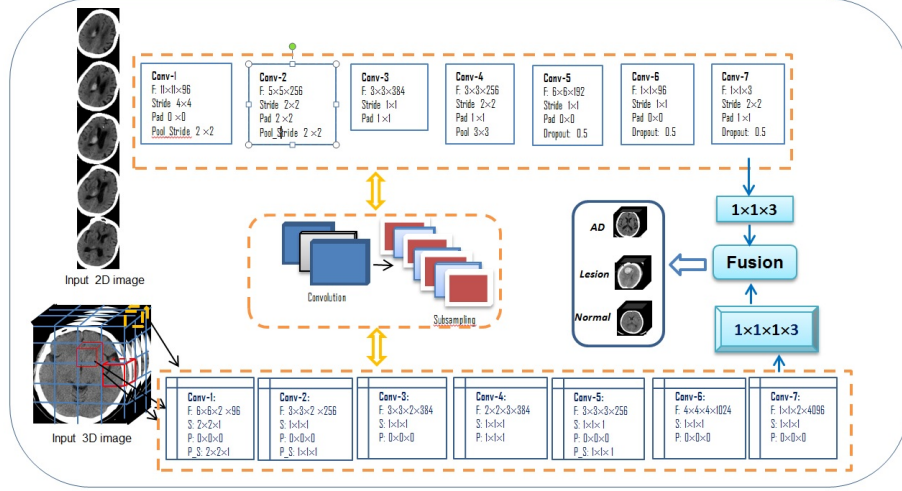 Conv-1
F: 11×11×96
Stride 4×4
Pad 0×0
Pool_Stride 2×2
Conv-2
F: 5×5×256
Stride 2×2
Pad 2×2
Pool_Stride 2×2
Conv-3
F: 3×3×384
Stride 1×1
Pad 1×1
Conv-4
F: 3×3×256
Stride 2×2
Pad 1×1
Pool 3×3
Conv-5
F: 6×6×192
Stride 1×1
Pad 0×0
Dropout: 0.5
Conv-6
F: 1×1×96
Stride 1×1
Pad 0×0
Dropout: 0.5
Conv-7
F: 1×1×3
Stride 2×2
Pad 1×1
Dropout: 0.5
Input 2D image
Convolution
Subsampling
AD
Lesion
Normal
1×1×3
Fusion
1×1×1×3
Input 3D image
Conv-1:
F: 6×6×2 ×96
S: 2×2×1
P: 0×0×0
P_S: 2×2×1
Conv-2:
F: 3×3×2 ×256
S: 1×1×1
P: 0×0×0
P_S: 1×1×1
Conv-3:
F: 3×3×2×384
S: 1×1×1
P: 0×0×0
Conv-4:
F: 2×2×3×384
S: 1×1×1
P: 1×1×1
Conv-5:
F: 3×3×3×256
S: 1×1×1
P: 0×0×0
P_S: 1×1×1
Conv-6:
F: 4×4×4×1024
S: 1×1×1
P: 0×0×0
Conv-7:
F: 1×1×2×4096
S: 1×1×1
P: 0×0×0